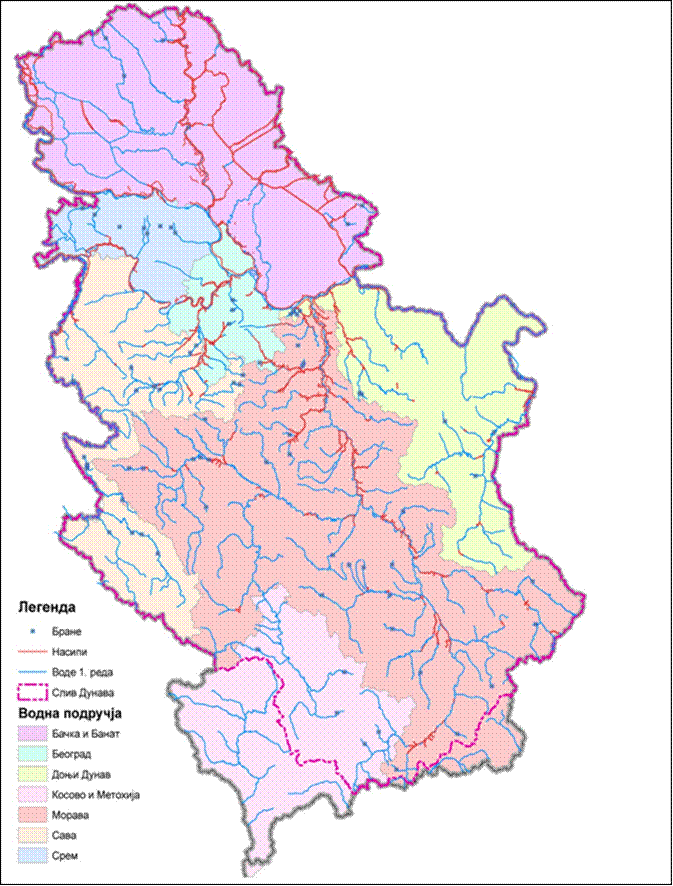 Легенда
Бране
Насипи
Воде 1. реда
Слив Дунава
Водна подручја
Бачка и Банат
Београд
Доњи Дунав
Косово и Метохија
Морава
Сава
Срем